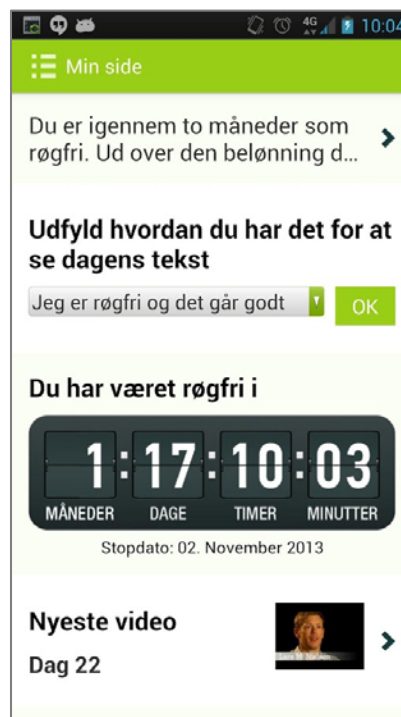 4G 10:04
Min side
Du er igennem to måneder som
røgfri. Ud over den belønning d...
Udfyld hvordan du har det for at
se dagens tekst
Jeg er røgfri og det går godt OK
Du har været røgfri i
1:17:10:03
MÅNEDER DAGE TIMER MINUTTER
Stopdato: 02. November 2013
Nyeste video
Dag 22